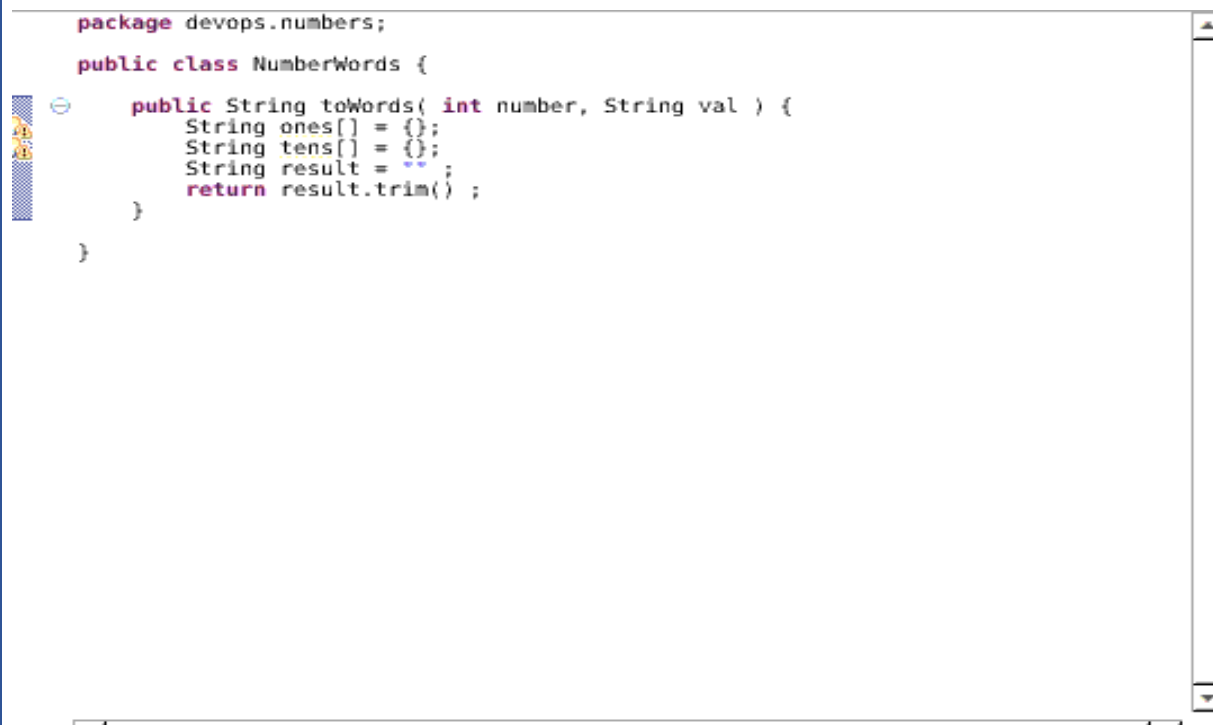 package devops.numbers;
public class NumberWords {
public String toWords( int number, String val ) {
String ones[] = {};
String tens[] = {};
String result = "" ;
return result.trim() ;
}
}